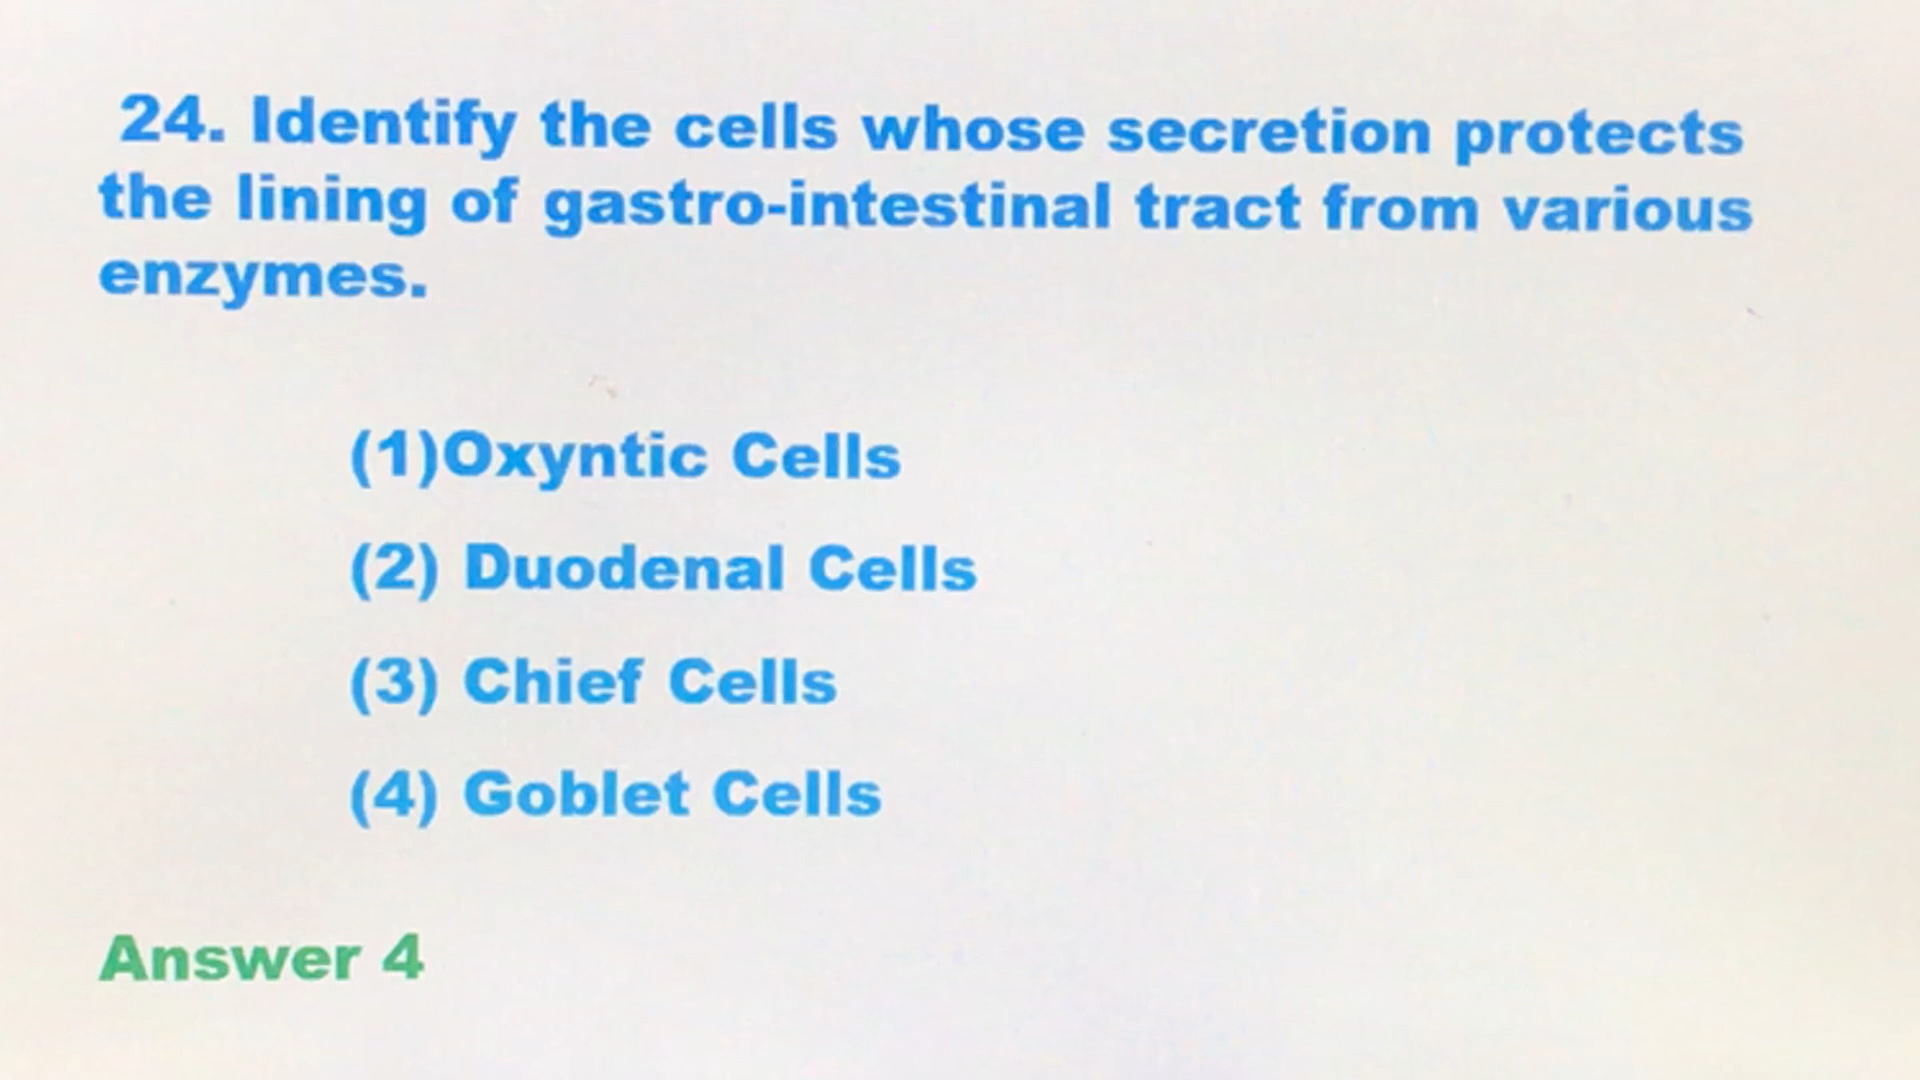 24. Identify the cells whose secretion protects
the lining of gastro-intestinal tract from various
enzymes.
(1)Oxyntic Cells
(2) Duodenal Cells
(3) Chief Cells
(4) Goblet Cells
Answer 4